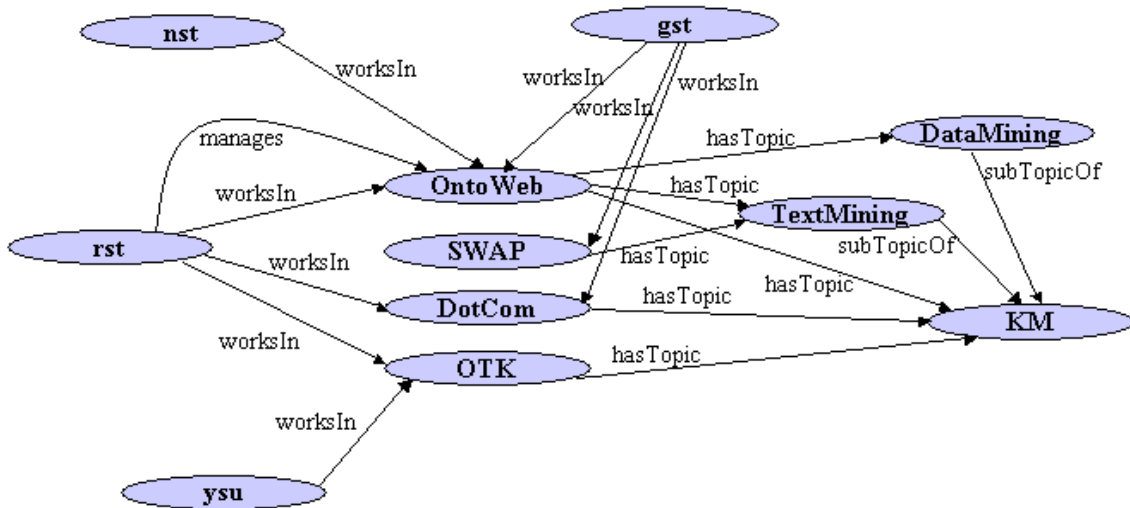 nst
gst
worksIn
worksIn
worksIn
worksIn
manages
hasTopic
DataMining
subTopicOf
worksIn
OntoWeb
hasTopic
TextMining
rst
SWAP
hasTopic
subTopicOf
worksIn
DotCom
hasTopic
hasTopic
KM
worksIn
OTK
hasTopic
worksIn
ysu